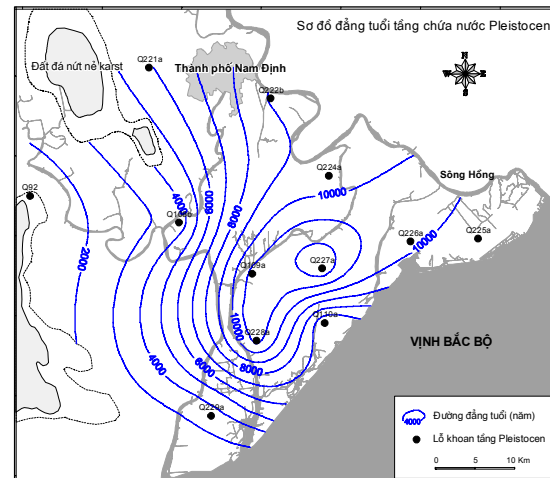 Sơ đồ đẳng tuổi tầng chứa nước Pleistocen
Q221a
Đất đá nứt nẻ karst
Thành phố Nam Định
Q222b
N
W
E
S
Q224a
Sông Hồng
Q92
4000
6000
8000
10000
Q108b
2000
Q225a
Q226a
10000
Q109a
Q227a
10000
Q228a
Q110a
VỊNH BẮC BỘ
8000
6000
4000
Q229a
4000
Đường đẳng tuổi (năm)
Lỗ khoan tầng Pleistocen
0 5 10 Km